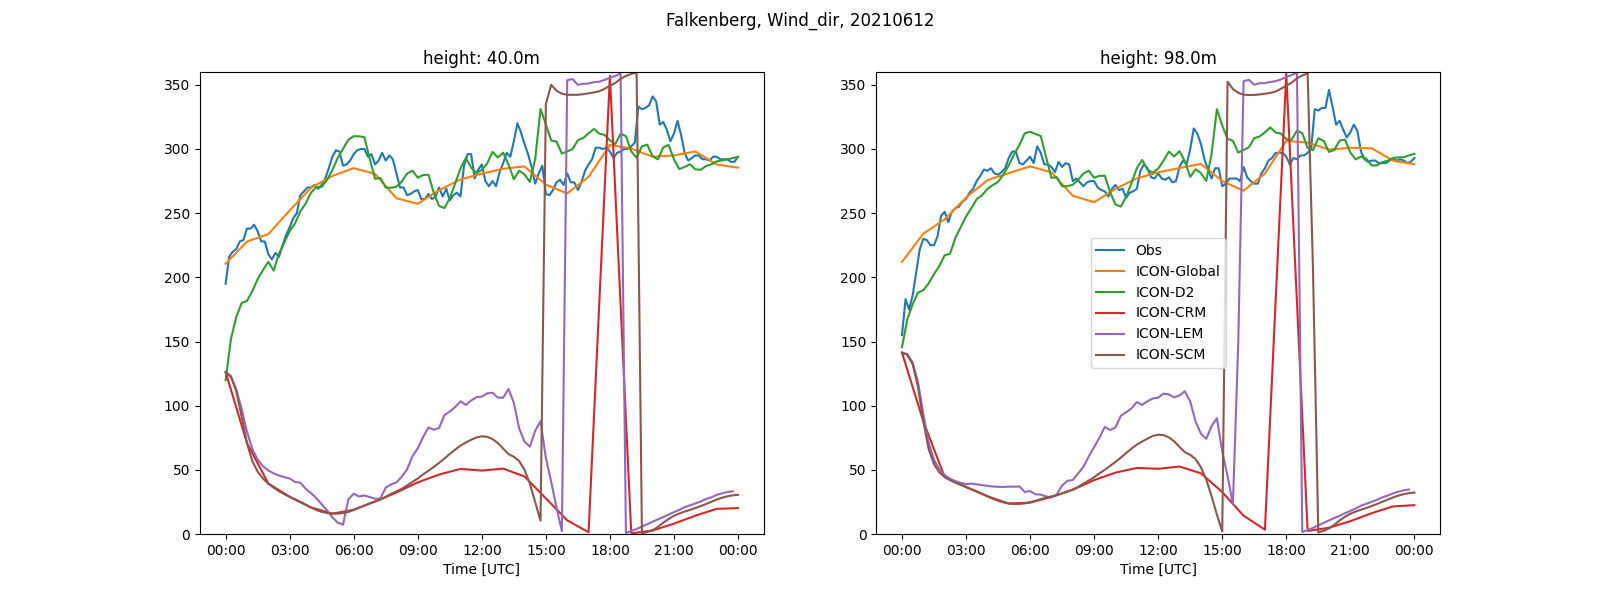 Falkenberg, Wind_dir, 20210612
height: 40.0m
350
300
250
200
150
100
50
0
00:00 03:00 06:00 09:00 12:00 15:00 18:00 21:00 00:00
Time [UTC]
height: 98.0m
350
300
250
200
150
100
50
0
Obs
ICON-Global
ICON-D2
ICON-CRM
ICON-LEM
ICON-SCM
00:00 03:00 06:00 09:00 12:00 15:00 18:00 21:00 00:00
Time [UTC]